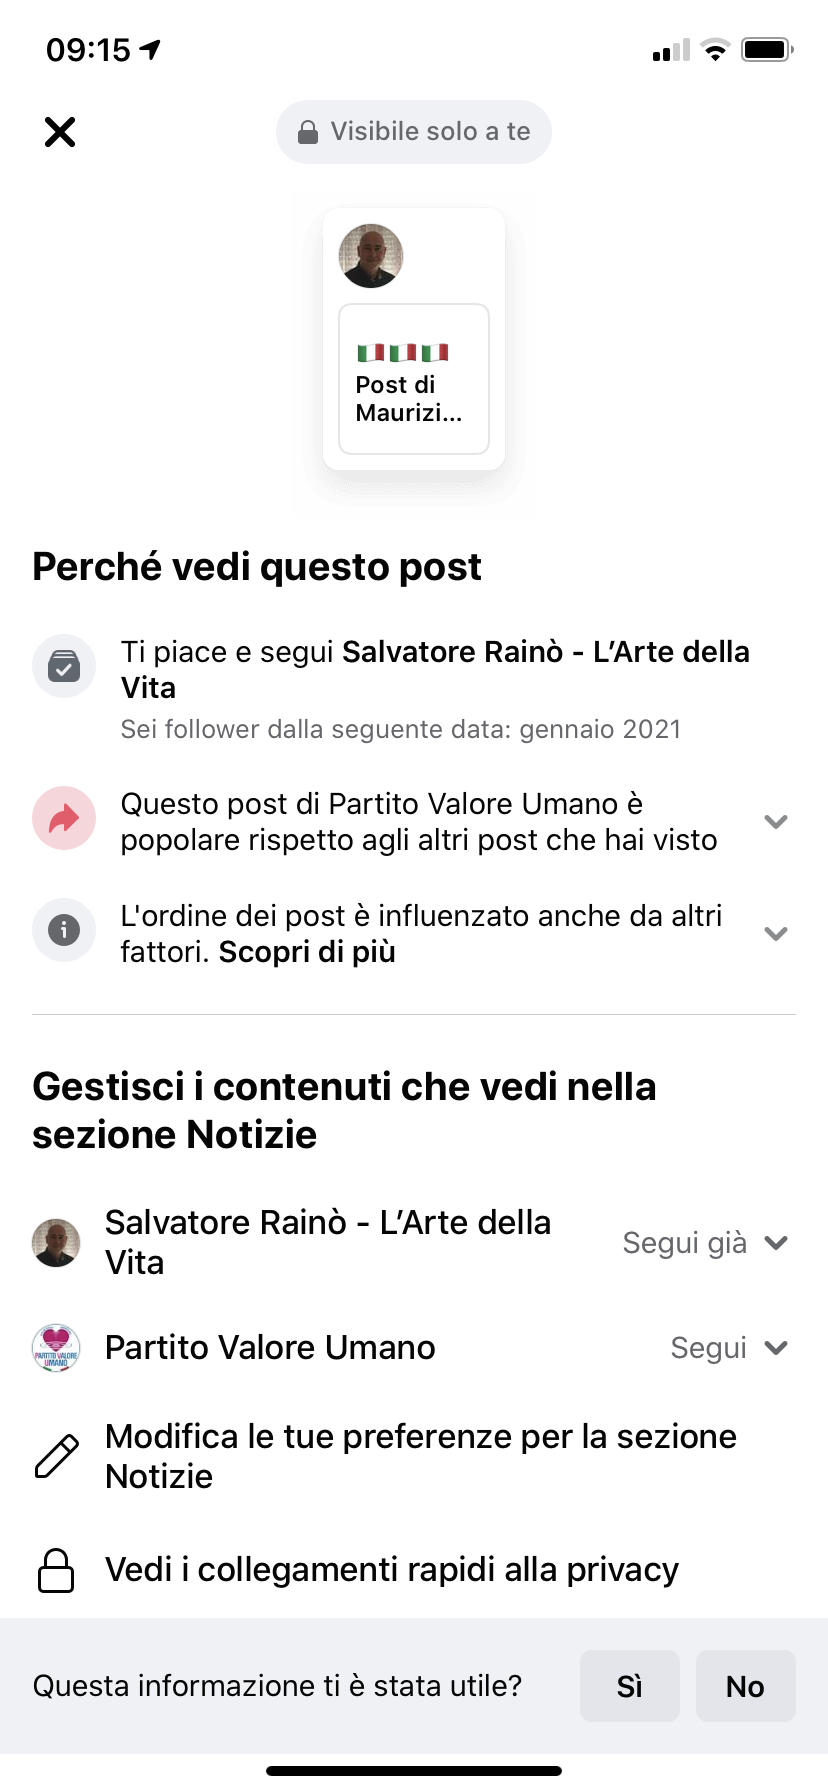 09:15
Visibile solo a te
Post di
Maurizi...
Perché vedi questo post
Ti piace e segui Salvatore Rainò - L’Arte della
Vita
Sei follower dalla seguente data: gennaio 2021
Questo post di Partito Valore Umano è
popolare rispetto agli altri post che hai visto
L'ordine dei post è influenzato anche da altri
fattori. Scopri di più
Gestisci i contenuti che vedi nella
sezione Notizie
Salvatore Rainò - L’Arte della
Vita
Segui già
PARTITO VALORE
UMANO
Partito Valore Umano
Segui
Modifica le tue preferenze per la sezione
Notizie
Vedi i collegamenti rapidi alla privacy
Questa informazione ti è stata utile?
Sì
No